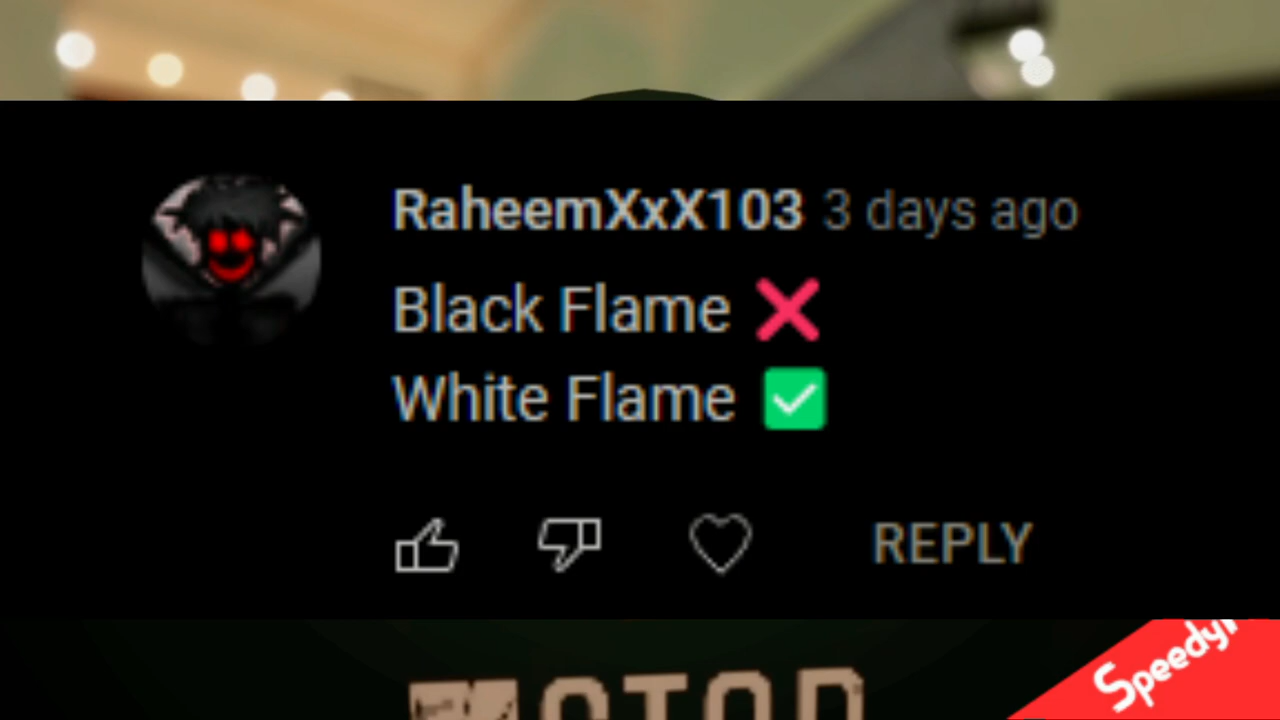 RaheemXxX103 3 days ago
Black Flame ❌
White Flame ✅
REPLY